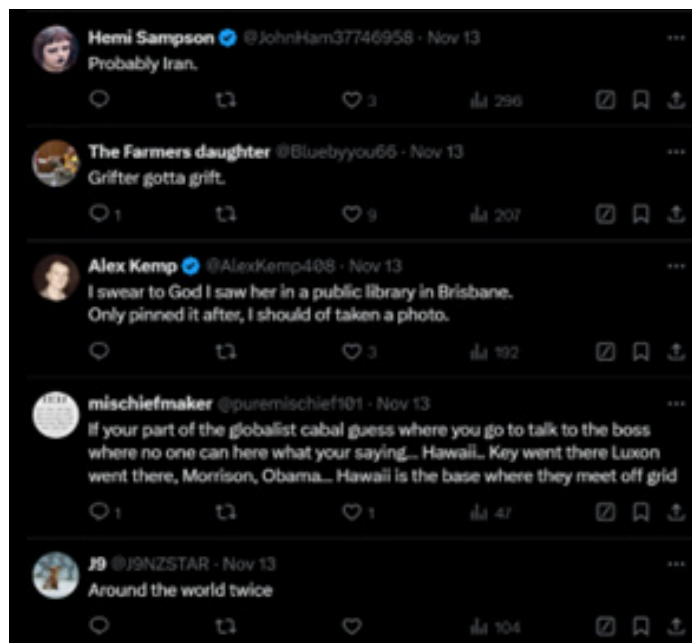 Hemi Sampson @JohnHam37746958 · Nov 13
Probably Iran.
3 296
The Farmers daughter @Bluebyyou66 · Nov 13
Grifter gotta grift.
1 9 207
Alex Kemp @AlexKemp408 · Nov 13
I swear to God I saw her in a public library in Brisbane.
Only pinned it after, I should of taken a photo.
3 192
mischiefmaker @puremischief101 · Nov 13
If your part of the globalist cabal guess where you go to talk to the boss
where no one can here what your saying... Hawaii.. Key went there Luxon
went there, Morrison, Obama... Hawaii is the base where they meet off grid
1 1 47
J9 @J9NZSTAR · Nov 13
Around the world twice
104